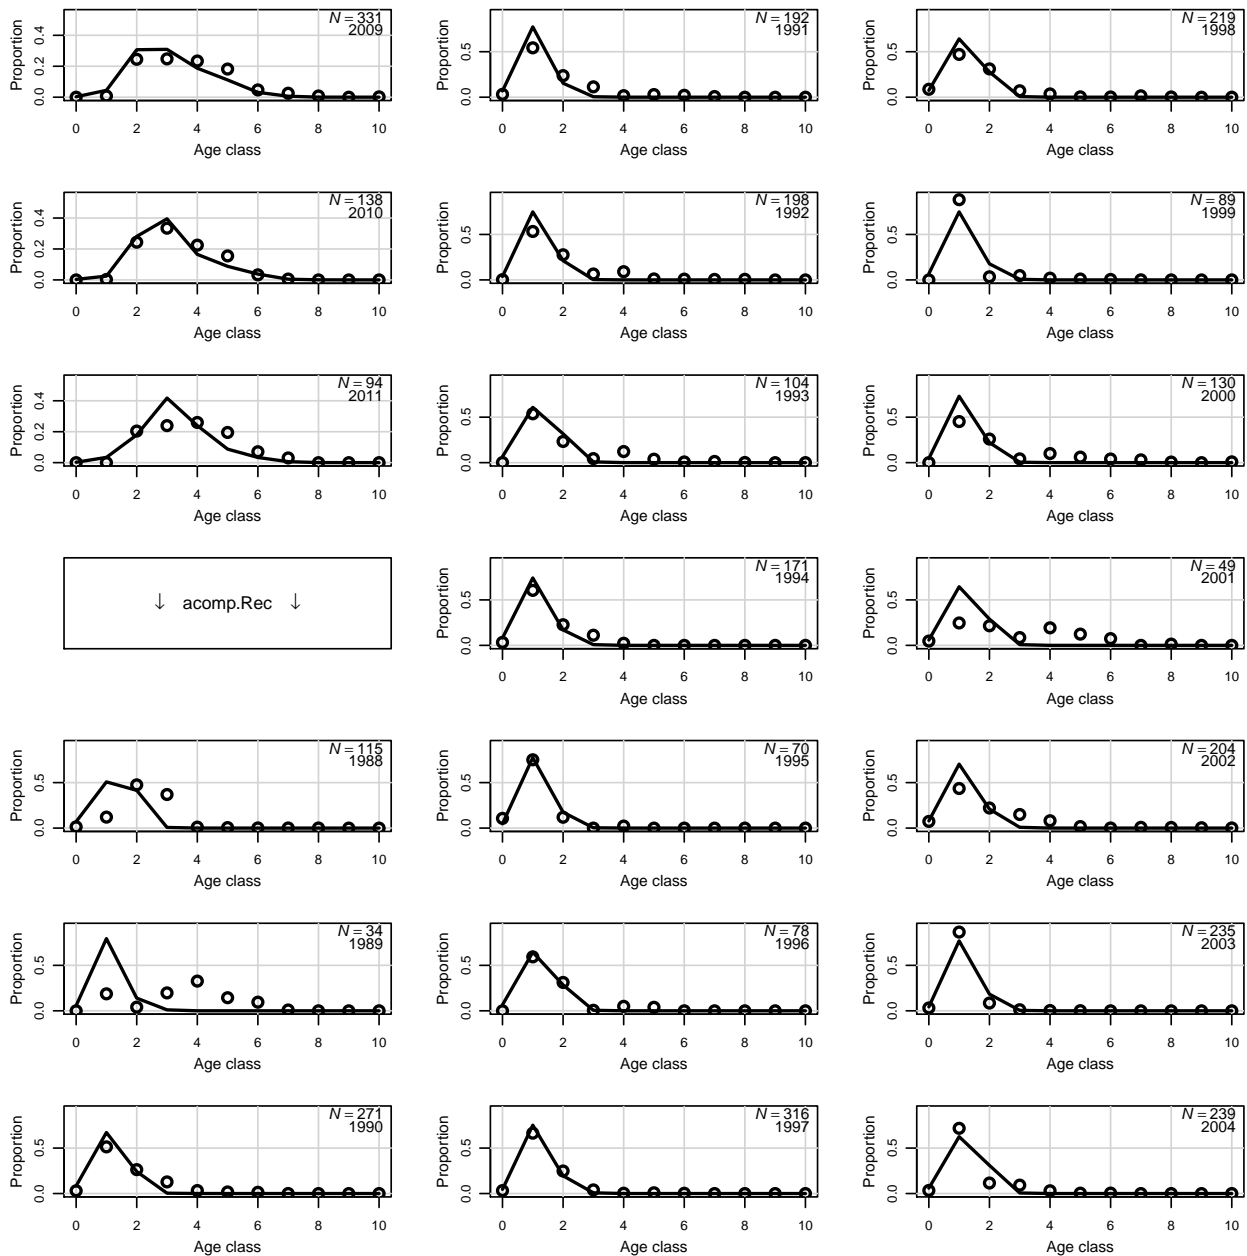 N = 331
2009
Proportion
0.4
0.2
0.0
0 2 4 6 8 10
Age class
N = 138
2010
Proportion
0.4
0.2
0.0
0 2 4 6 8 10
Age class
N = 94
2011
Proportion
0.4
0.2
0.0
0 2 4 6 8 10
Age class
↓ acomp.Rec ↓
N = 115
1988
Proportion
0.5
0.0
0 2 4 6 8 10
Age class
N = 34
1989
Proportion
0.5
0.0
0 2 4 6 8 10
Age class
N = 271
1990
Proportion
0.5
0.0
0 2 4 6 8 10
Age class
N = 192
1991
Proportion
0.5
0.0
0 2 4 6 8 10
Age class
N = 198
1992
Proportion
0.5
0.0
0 2 4 6 8 10
Age class
N = 104
1993
Proportion
0.5
0.0
0 2 4 6 8 10
Age class
N = 171
1994
Proportion
0.5
0.0
0 2 4 6 8 10
Age class
N = 70
1995
Proportion
0.5
0.0
0 2 4 6 8 10
Age class
N = 78
1996
Proportion
0.5
0.0
0 2 4 6 8 10
Age class
N = 316
1997
Proportion
0.5
0.0
0 2 4 6 8 10
Age class
N = 219
1998
Proportion
0.5
0.0
0 2 4 6 8 10
Age class
N = 89
1999
Proportion
0.5
0.0
0 2 4 6 8 10
Age class
N = 130
2000
Proportion
0.5
0.0
0 2 4 6 8 10
Age class
N = 49
2001
Proportion
0.5
0.0
0 2 4 6 8 10
Age class
N = 204
2002
Proportion
0.5
0.0
0 2 4 6 8 10
Age class
N = 235
2003
Proportion
0.5
0.0
0 2 4 6 8 10
Age class
N = 239
2004
Proportion
0.5
0.0
0 2 4 6 8 10
Age class